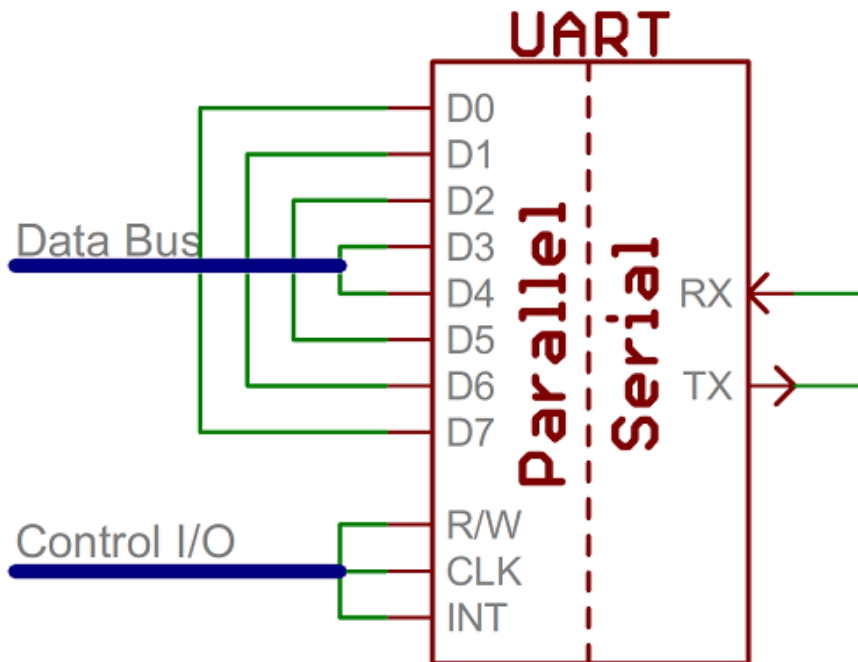 UART
Data Bus
Control I/O
D0
D1
D2
D3
D4
D5
D6
D7
R/W
CLK
INT
Parallel
Serial
RX
TX